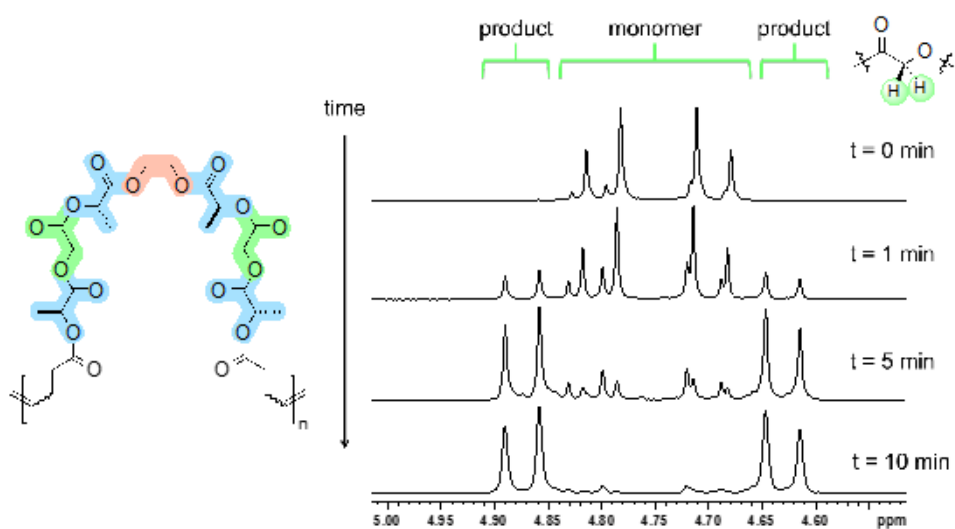 product monomer product
time
t = 0 min
t = 1 min
t = 5 min
t = 10 min
5.00 4.95 4.90 4.85 4.80 4.75 4.70 4.65 4.60 ppm
O
H H
O
O O O
O O
O O O O
O O
O O O O
O O
O O
n